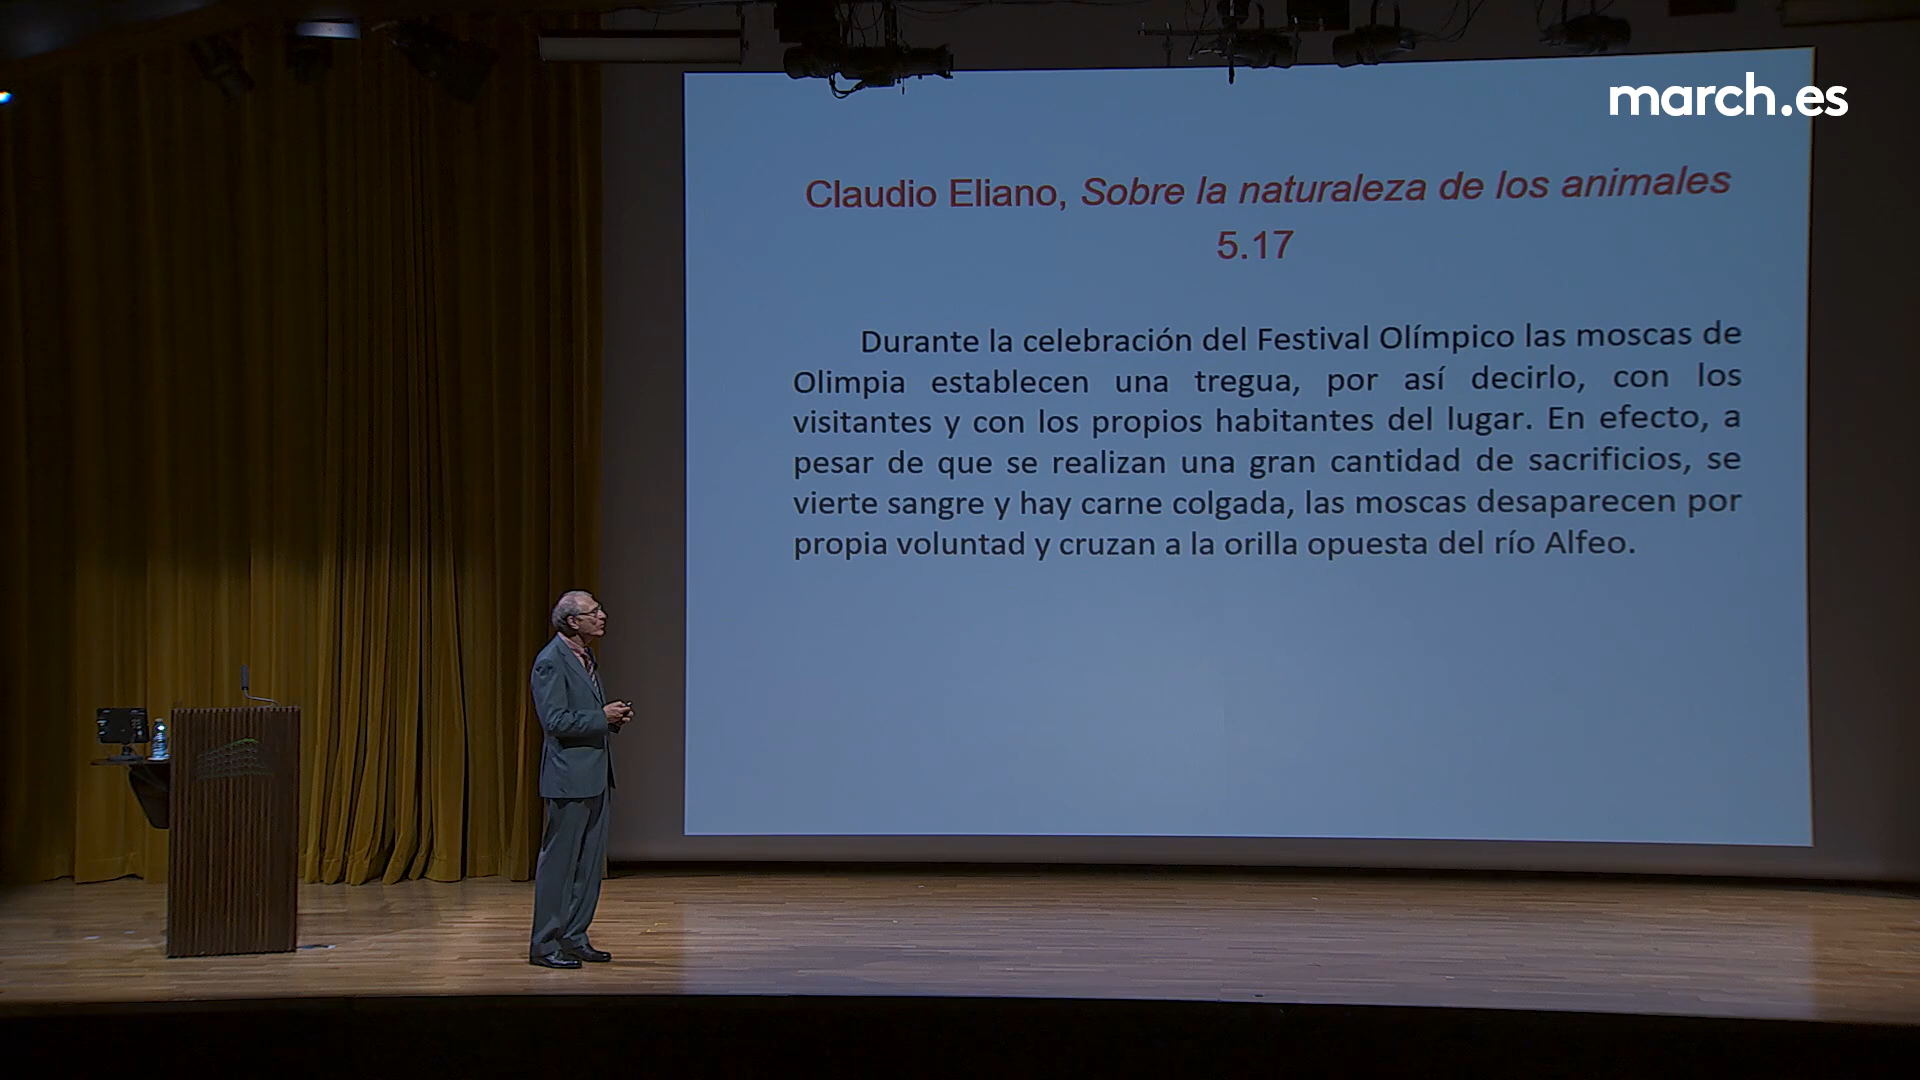 march.es
Claudio Eliano, Sobre la naturaleza de los animales
5.17
Durante la celebración del Festival Olímpico las moscas de
Olimpia establecen una tregua, por así decirlo, con los
visitantes y con los propios habitantes del lugar. En efecto, a
pesar de que se realizan una gran cantidad de sacrificios, se
vierte sangre y hay carne colgada, las moscas desaparecen por
propia voluntad y cruzan a la orilla opuesta del río Alfeo.